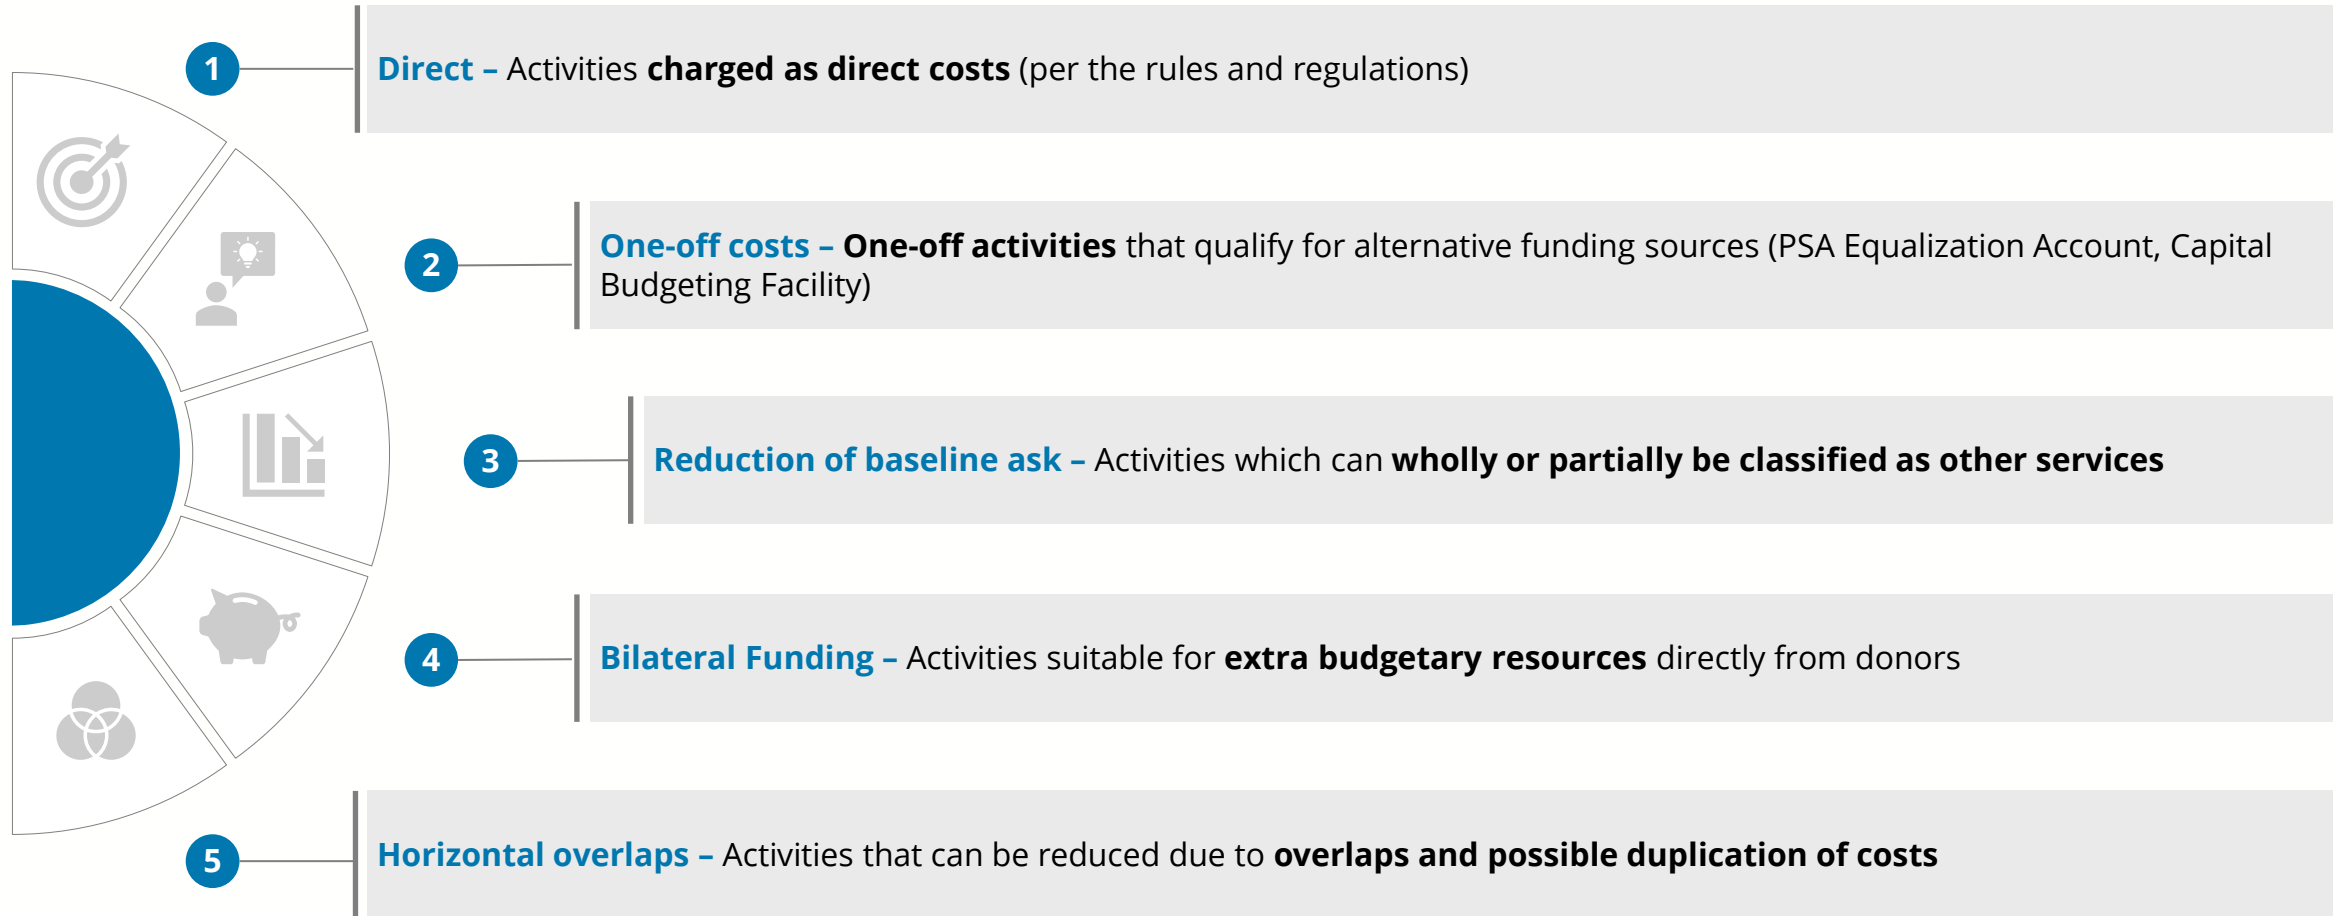 1
Direct – Activities charged as direct costs (per the rules and regulations)
2
One-off costs – One-off activities that qualify for alternative funding sources (PSA Equalization Account, Capital
Budgeting Facility)
3
Reduction of baseline ask – Activities which can wholly or partially be classified as other services
4
Bilateral Funding – Activities suitable for extra budgetary resources directly from donors
5
Horizontal overlaps – Activities that can be reduced due to overlaps and possible duplication of costs